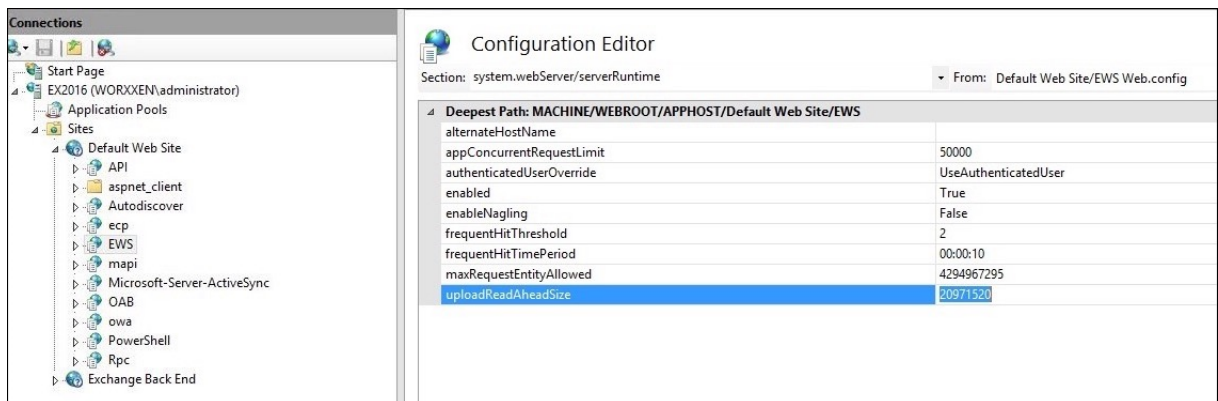 Connections
Start Page
EX2016 (WORXXEN\administrator)
Application Pools
Sites
Default Web Site
API
aspnet_client
Autodiscover
ecp
EWS
mapi
Microsoft-Server-ActiveSync
OAB
owa
PowerShell
Rpc
Exchange Back End
Configuration Editor
Section: system.webServer/serverRuntime From: Default Web Site/EWS Web.config
Deepest Path: MACHINE/WEBROOT/APPHOST/Default Web Site/EWS
alternateHostName
appConcurrentRequestLimit 50000
authenticatedUserOverride UseAuthenticatedUser
enabled True
enableNagling False
frequentHitThreshold 2
frequentHitTimePeriod 00:00:10
maxRequestEntityAllowed 4294967295
uploadReadAheadSize 20971520